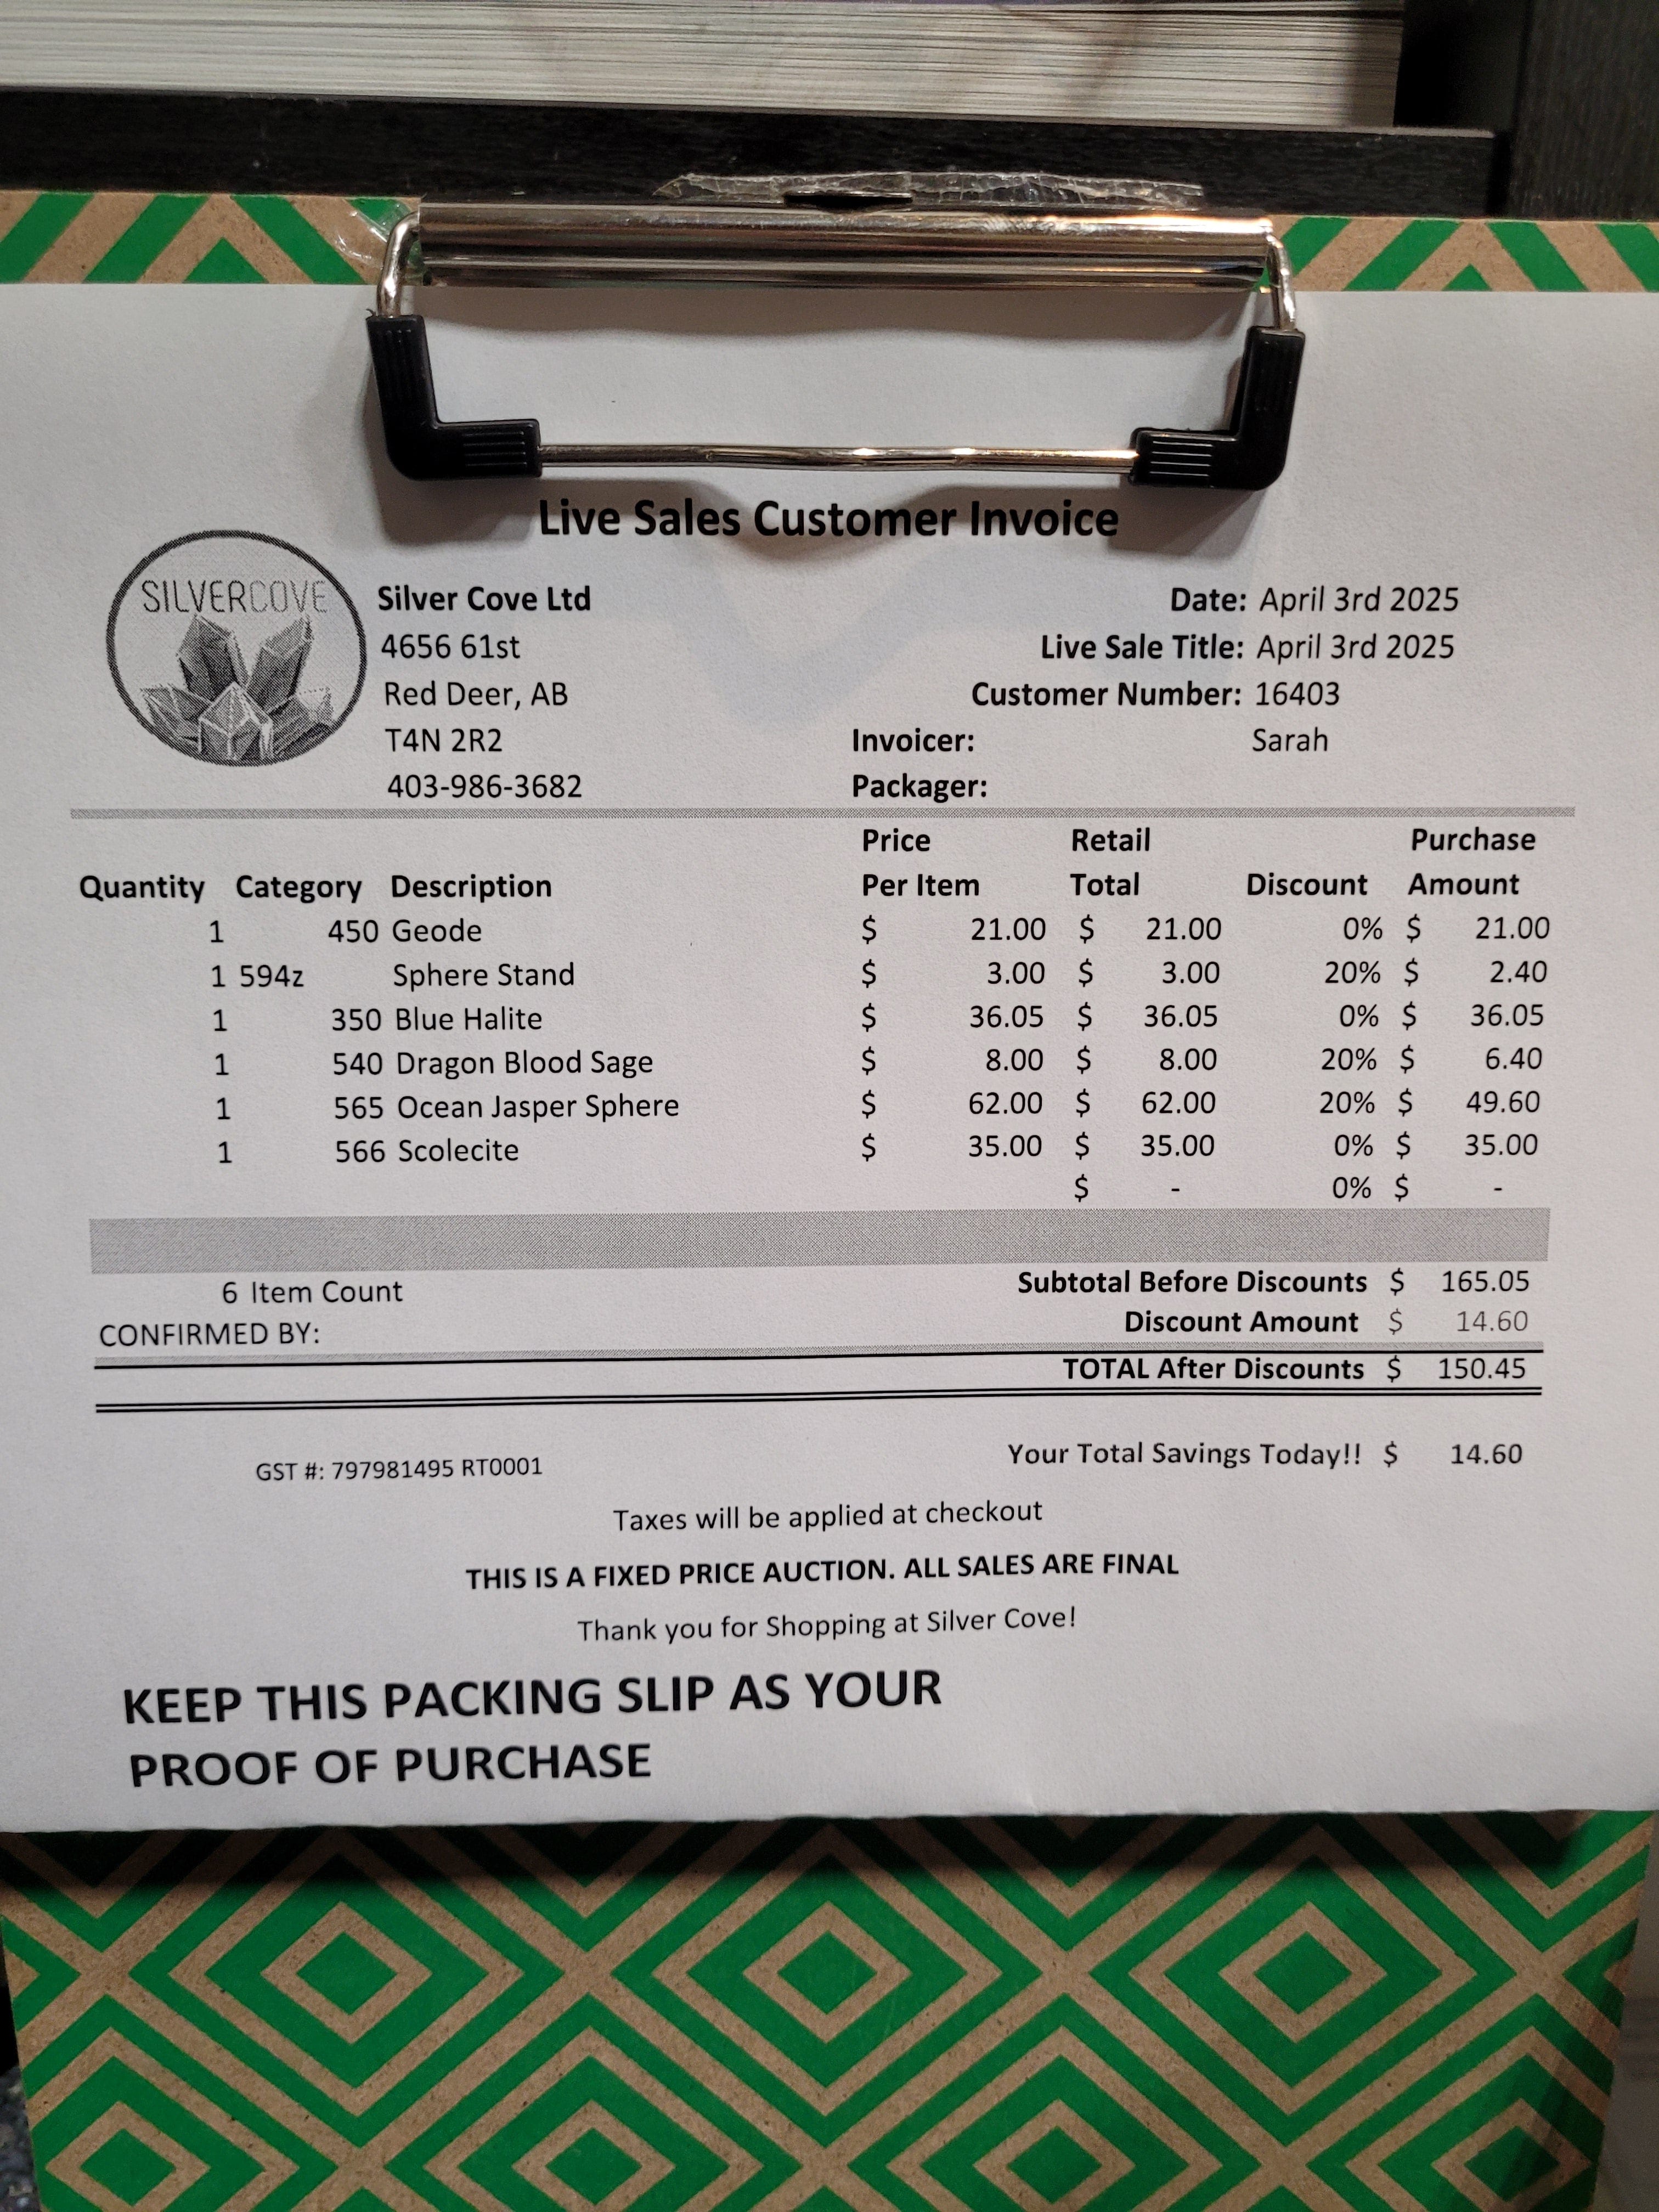 Live Sales Customer Invoice
SILVERCOVE
Silver Cove Ltd Date: April 3rd 2025
4656 61st Live Sale Title: April 3rd 2025
Red Deer, AB Customer Number: 16403
T4N 2R2 Invoicer: Sarah
403-986-3682 Packager:
Price Retail Purchase
Quantity Category Description Per Item Total Discount Amount
1 450 Geode $ 21.00 $ 21.00 0% $ 21.00
1 594z Sphere Stand $ 3.00 $ 3.00 20% $ 2.40
1 350 Blue Halite $ 36.05 $ 36.05 0% $ 36.05
1 540 Dragon Blood Sage $ 8.00 $ 8.00 20% $ 6.40
1 565 Ocean Jasper Sphere $ 62.00 $ 62.00 20% $ 49.60
1 566 Scolecite $ 35.00 $ 35.00 0% $ 35.00
$ - 0% $ -
6 Item Count Subtotal Before Discounts $ 165.05
CONFIRMED BY: Discount Amount $ 14.60
TOTAL After Discounts $ 150.45
GST #: 797981495 RT0001 Your Total Savings Today!! $ 14.60
Taxes will be applied at checkout
THIS IS A FIXED PRICE AUCTION. ALL SALES ARE FINAL
Thank you for Shopping at Silver Cove!
KEEP THIS PACKING SLIP AS YOUR
PROOF OF PURCHASE